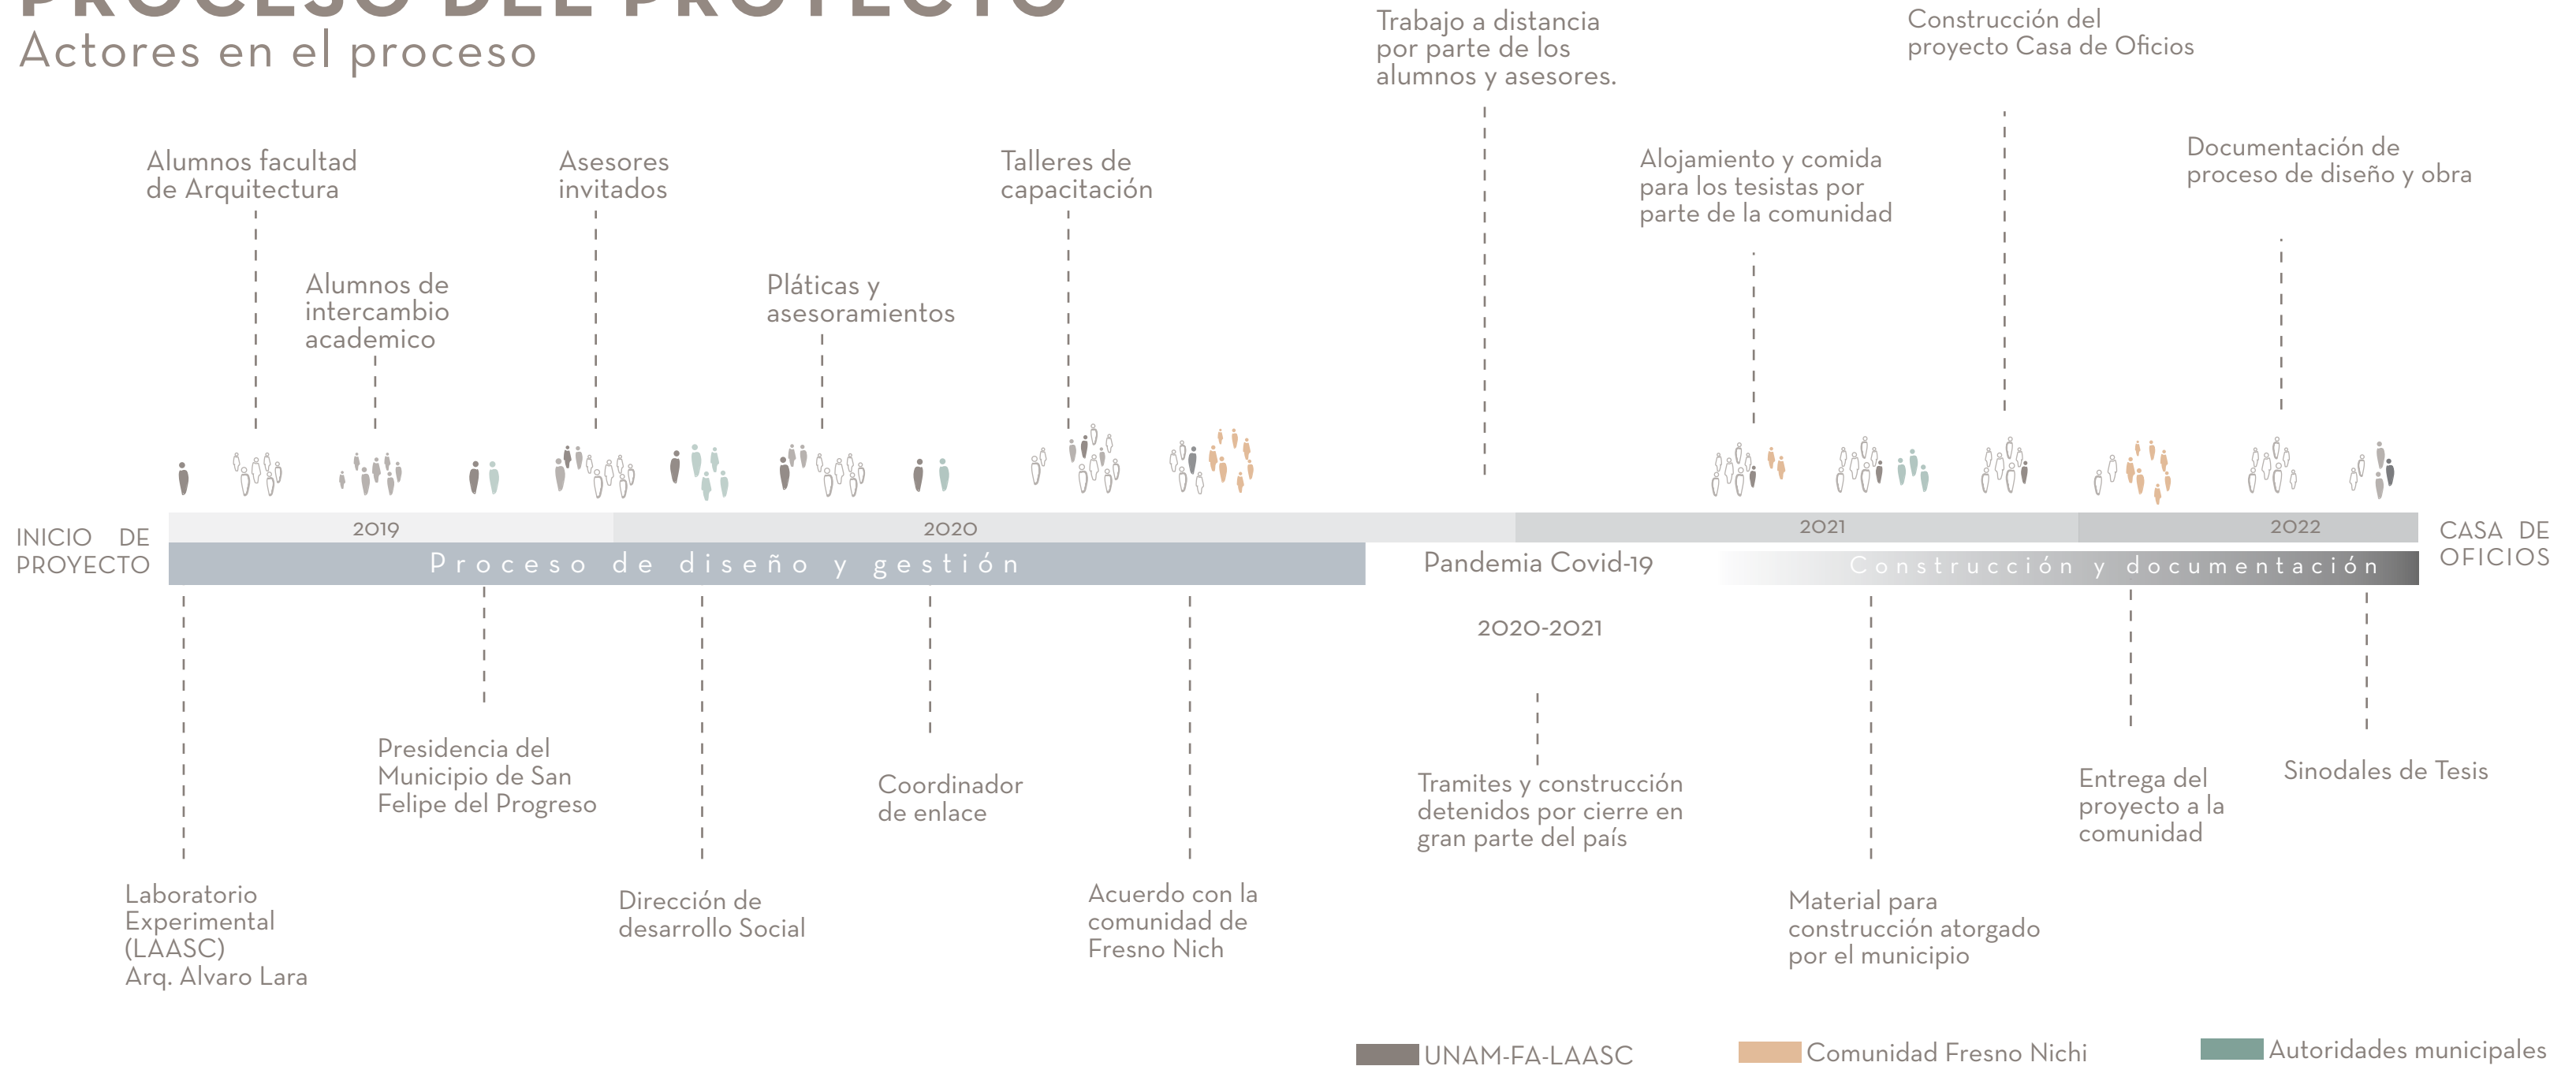 PROCESO DEL PROYECTO
Actores en el proceso
Trabajo a distancia
por parte de los
alumnos y asesores.
Construcción del
proyecto Casa de Oficios
Alumnos facultad
de Arquitectura
Asesores
invitados
Talleres de
capacitación
Alojamiento y comida
para los tesistas por
parte de la comunidad
Documentación de
proceso de diseño y obra
Alumnos de
intercambio
academico
Pláticas y
asesoramientos
INICIO DE
PROYECTO
2019
2020
2021
2022
CASA DE
OFICIOS
Proceso de diseño y gestión
Pandemia Covid-19
Construcción y documentación
2020-2021
Presidencia del
Municipio de San
Felipe del Progreso
Coordinador
de enlace
Tramites y construcción
detenidos por cierre en
gran parte del país
Entrega del
proyecto a la
comunidad
Sinodales de Tesis
Laboratorio
Experimental
(LAASC)
Arq. Alvaro Lara
Dirección de
desarrollo Social
Acuerdo con la
comunidad de
Fresno Nich
Material para
construcción atorgado
por el municipio
UNAM-FA-LAASC
Comunidad Fresno Nichi
Autoridades municipales